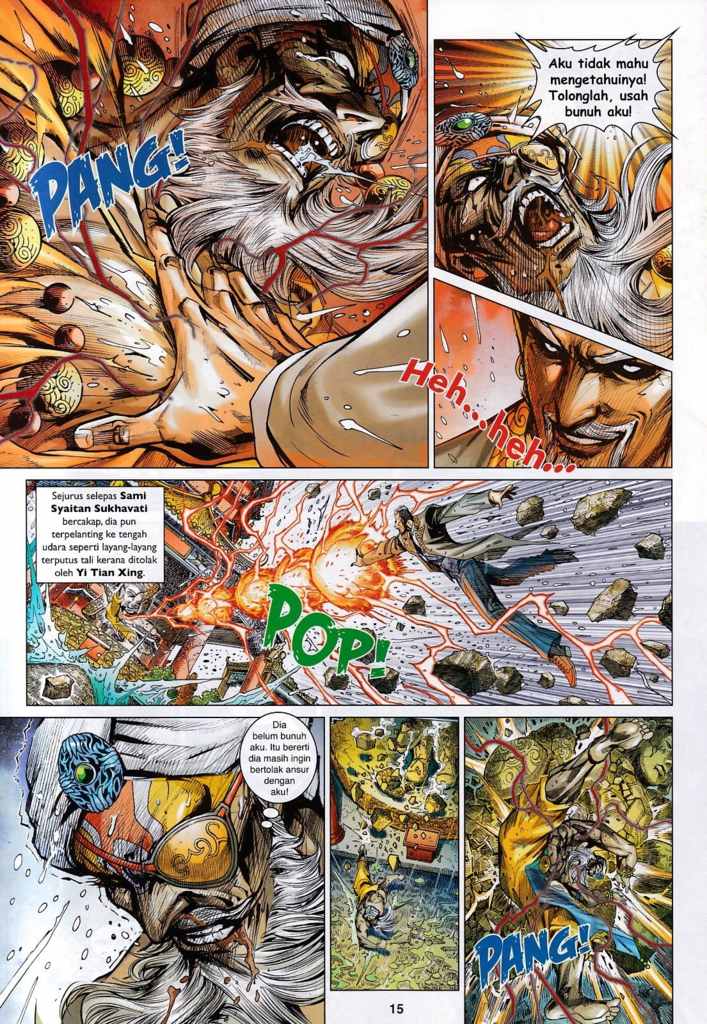 PANG!
Aku tidak mahu
mengetahuinya!
Tolonglah, usah
bunuh aku!
Heh...heh...
Sejurus selepas Sami
Syaitan Sukhavati
bercakap, dia pun
terpelanting ke tengah
udara seperti layang-layang
terputus tali kerana ditolak
oleh Yi Tian Xing.
POP!
Dia
belum bunuh
aku. Itu bererti
dia masih ingin
bertolak ansur
dengan
aku!
PANG!
15